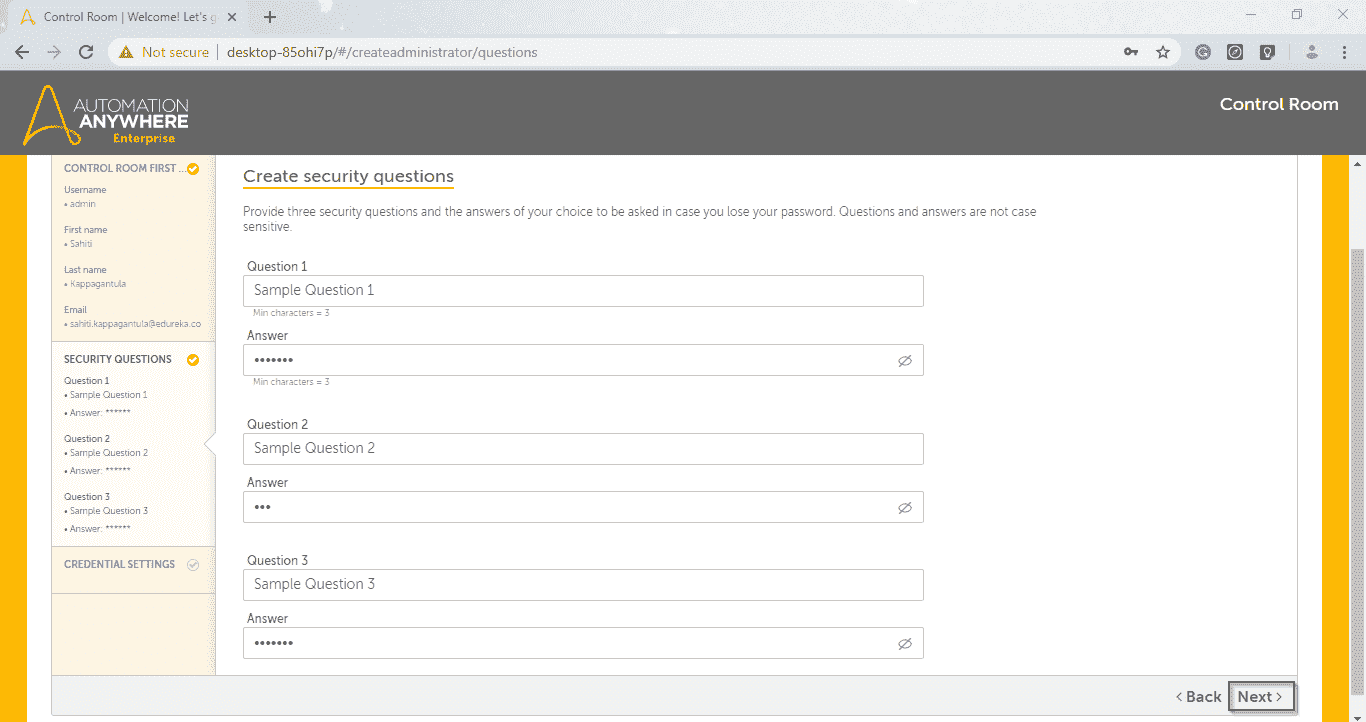 Control Room | Welcome! Let's g
Not secure | desktop-85ohi7p/#/createadministrator/questions
AUTOMATION
ANYWHERE
Enterprise
Control Room
CONTROL ROOM FIRST ...
Username
• admin
First name
• Sahiti
Last name
• Kappagantula
Email
• sahiti.kappagantula@edureka.co
SECURITY QUESTIONS
Question 1
• Sample Question 1
• Answer: ******
Question 2
• Sample Question 2
• Answer: ******
Question 3
• Sample Question 3
• Answer: ******
CREDENTIAL SETTINGS
Create security questions
Provide three security questions and the answers of your choice to be asked in case you lose your password. Questions and answers are not case
sensitive.
Question 1
Sample Question 1
Min characters = 3
Answer
•••••••
Min characters = 3
Question 2
Sample Question 2
Answer
•••
Question 3
Sample Question 3
Answer
•••••••
< Back
Next >